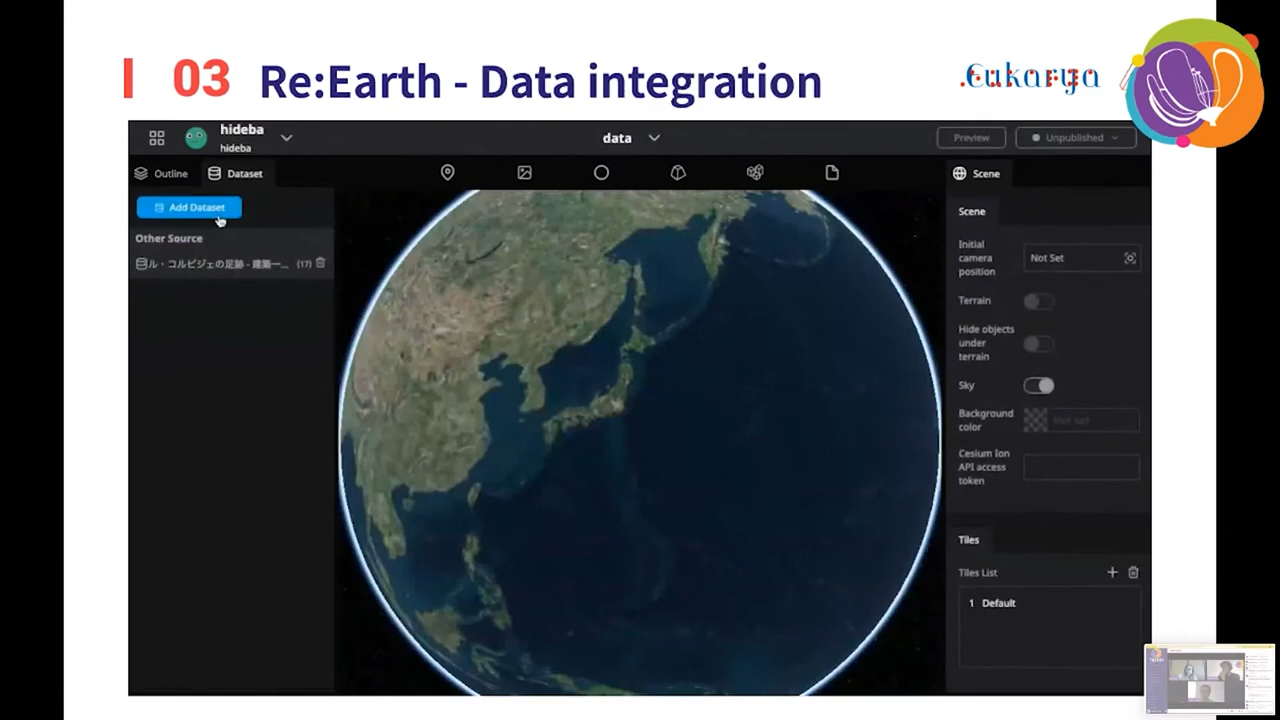 03 Re:Earth - Data integration
Eukarya
hideba
hideba
data
Preview
Unpublished
Outline
Dataset
Scene
Add Dataset
Other Source
ル・コルビジェの足跡 - 建築一... (17)
Scene
Initial
camera
position
Not Set
Terrain
Hide objects
under
terrain
Sky
Background
color
Not set
Cesium Ion
API access
token
Tiles
Tiles List
1 Default